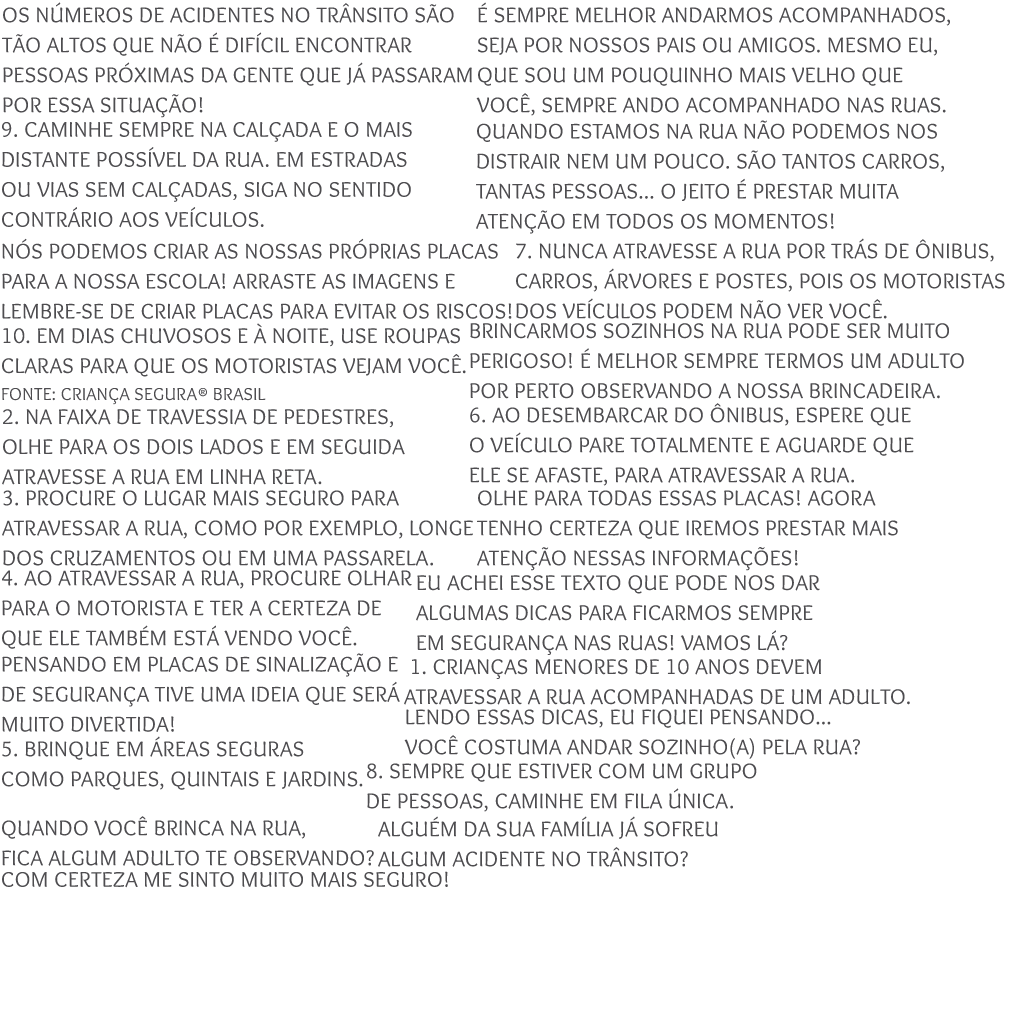 OS NÚMEROS DE ACIDENTES NO TRÂNSITO SÃO
TÃO ALTOS QUE NÃO É DIFÍCIL ENCONTRAR
PESSOAS PRÓXIMAS DA GENTE QUE JÁ PASSARAM
POR ESSA SITUAÇÃO!
É SEMPRE MELHOR ANDARMOS ACOMPANHADOS,
SEJA POR NOSSOS PAIS OU AMIGOS. MESMO EU,
QUE SOU UM POUQUINHO MAIS VELHO QUE
VOCÊ, SEMPRE ANDO ACOMPANHADO NAS RUAS.
9. CAMINHE SEMPRE NA CALÇADA E O MAIS
DISTANTE POSSÍVEL DA RUA. EM ESTRADAS
OU VIAS SEM CALÇADAS, SIGA NO SENTIDO
CONTRÁRIO AOS VEÍCULOS.
QUANDO ESTAMOS NA RUA NÃO PODEMOS NOS
DISTRAIR NEM UM POUCO. SÃO TANTOS CARROS,
TANTAS PESSOAS... O JEITO É PRESTAR MUITA
ATENÇÃO EM TODOS OS MOMENTOS!
NÓS PODEMOS CRIAR AS NOSSAS PRÓPRIAS PLACAS
PARA A NOSSA ESCOLA! ARRASTE AS IMAGENS E
LEMBRE-SE DE CRIAR PLACAS PARA EVITAR OS RISCOS!
7. NUNCA ATRAVESSE A RUA POR TRÁS DE ÔNIBUS,
CARROS, ÁRVORES E POSTES, POIS OS MOTORISTAS
DOS VEÍCULOS PODEM NÃO VER VOCÊ.
10. EM DIAS CHUVOSOS E À NOITE, USE ROUPAS
CLARAS PARA QUE OS MOTORISTAS VEJAM VOCÊ.
FONTE: CRIANÇA SEGURA® BRASIL
BRINCARMOS SOZINHOS NA RUA PODE SER MUITO
PERIGOSO! É MELHOR SEMPRE TERMOS UM ADULTO
POR PERTO OBSERVANDO A NOSSA BRINCADEIRA.
2. NA FAIXA DE TRAVESSIA DE PEDESTRES,
OLHE PARA OS DOIS LADOS E EM SEGUIDA
ATRAVESSE A RUA EM LINHA RETA.
6. AO DESEMBARCAR DO ÔNIBUS, ESPERE QUE
O VEÍCULO PARE TOTALMENTE E AGUARDE QUE
ELE SE AFASTE, PARA ATRAVESSAR A RUA.
3. PROCURE O LUGAR MAIS SEGURO PARA
ATRAVESSAR A RUA, COMO POR EXEMPLO, LONGE
DOS CRUZAMENTOS OU EM UMA PASSARELA.
OLHE PARA TODAS ESSAS PLACAS! AGORA
TENHO CERTEZA QUE IREMOS PRESTAR MAIS
ATENÇÃO NESSAS INFORMAÇÕES!
4. AO ATRAVESSAR A RUA, PROCURE OLHAR
PARA O MOTORISTA E TER A CERTEZA DE
QUE ELE TAMBÉM ESTÁ VENDO VOCÊ.
EU ACHEI ESSE TEXTO QUE PODE NOS DAR
ALGUMAS DICAS PARA FICARMOS SEMPRE
EM SEGURANÇA NAS RUAS! VAMOS LÁ?
PENSANDO EM PLACAS DE SINALIZAÇÃO E
DE SEGURANÇA TIVE UMA IDEIA QUE SERÁ
MUITO DIVERTIDA!
1. CRIANÇAS MENORES DE 10 ANOS DEVEM
ATRAVESSAR A RUA ACOMPANHADAS DE UM ADULTO.
LENDO ESSAS DICAS, EU FIQUEI PENSANDO...
VOCÊ COSTUMA ANDAR SOZINHO(A) PELA RUA?
5. BRINQUE EM ÁREAS SEGURAS
COMO PARQUES, QUINTAIS E JARDINS.
8. SEMPRE QUE ESTIVER COM UM GRUPO
DE PESSOAS, CAMINHE EM FILA ÚNICA.
QUANDO VOCÊ BRINCA NA RUA,
FICA ALGUM ADULTO TE OBSERVANDO?
ALGUÉM DA SUA FAMÍLIA JÁ SOFREU
ALGUM ACIDENTE NO TRÂNSITO?
COM CERTEZA ME SINTO MUITO MAIS SEGURO!